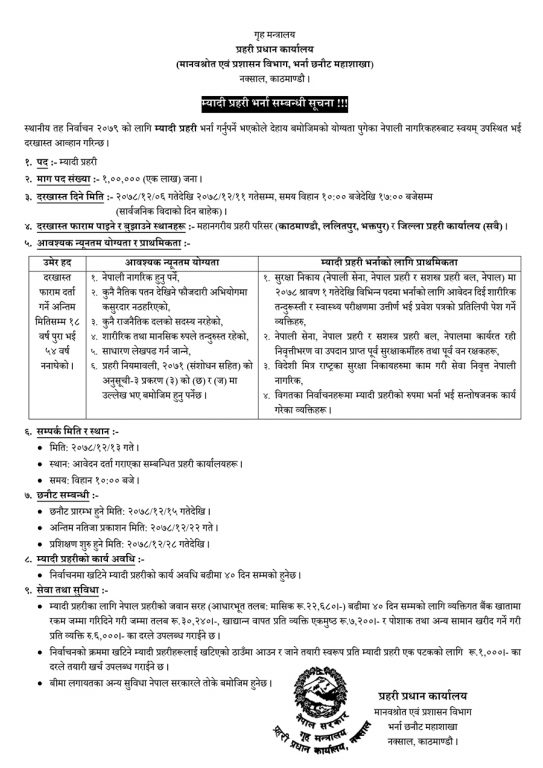 गृह मन्त्रालय
प्रहरी प्रधान कार्यालय
(मानवश्रोत एवं प्रशासन विभाग, भर्ना छनौट महाशाखा)
नक्साल, काठमाण्डौ ।
म्यादी प्रहरी भर्ना सम्बन्धी सूचना !!!
स्थानीय तह निर्वाचन २०७९ को लागि म्यादी प्रहरी भर्ना गर्नुपर्ने भएकोले देहाय बमोजिमको योग्यता पुगेका नेपाली नागरिकहरुबाट स्वयम् उपस्थित भई
दरखास्त आव्हान गरिन्छ ।
१. पद :- म्यादी प्रहरी
२. माग पद संख्या :- १,००,००० (एक लाख) जना ।
३. दरखास्त दिने मिति :- २०७८/१२/०६ गतेदेखि २०७८/१२/११ गतेसम्म, समय विहान १०:०० बजेदेखि १७:०० बजेसम्म
(सार्वजनिक विदाको दिन बाहेक) ।
४. दरखास्त फाराम पाइने र बुझाउने स्थानहरू :- महानगरीय प्रहरी परिसर (काठमाण्डौ, ललितपुर, भक्तपुर) र जिल्ला प्रहरी कार्यालय (सबै) ।
५. आवश्यक न्यूनतम योग्यता र प्राथमिकता :-
उमेर हद
दरखास्त
फाराम दर्ता
गर्ने अन्तिम
मितिसम्म १८
वर्ष पुरा भई
५४ वर्ष
ननाघेको ।
आवश्यक न्यूनतम योग्यता
१. नेपाली नागरिक हुनु पर्ने,
२. कुनै नैतिक पतन देखिने फौजदारी अभियोगमा
कसुरदार नठहरिएको,
३. कुनै राजनैतिक दलको सदस्य नरहेको,
४. शारीरिक तथा मानसिक रुपले तन्दुरुस्त रहेको,
५. साधारण लेखपढ गर्न जान्ने,
६. प्रहरी नियमावली, २०७१ (संशोधन सहित) को
अनुसूची-३ प्रकरण (३) को (छ) र (ज) मा
उल्लेख भए बमोजिम हुनु पर्नेछ ।
म्यादी प्रहरी भर्नाको लागि प्राथमिकता
१. सुरक्षा निकाय (नेपाली सेना, नेपाल प्रहरी र सशस्त्र प्रहरी बल, नेपाल) मा
२०७८ श्रावण १ गतेदेखि विभिन्न पदमा भर्नाको लागि आवेदन दिई शारीरिक
तन्दुरूस्ती र स्वास्थ्य परीक्षणमा उत्तीर्ण भई प्रवेश पत्रको प्रतिलिपी पेश गर्ने
व्यक्तिहरु,
२. नेपाली सेना, नेपाल प्रहरी र सशस्त्र प्रहरी बल, नेपालमा कार्यरत रही
निवृत्तीभरण वा उपदान प्राप्त पूर्व सुरक्षाकर्मीहरु तथा पूर्व वन रक्षकहरु,
३. विदेशी मित्र राष्ट्रका सुरक्षा निकायहरुमा काम गरी सेवा निवृत्त नेपाली
नागरिक,
४. विगतका निर्वाचनहरूमा म्यादी प्रहरीको रुपमा भर्ना भई सन्तोषजनक कार्य
गरेका व्यक्तिहरू ।
६. सम्पर्क मिति र स्थान :-
• मिति: २०७८/१२/१३ गते ।
• स्थान: आवेदन दर्ता गराएका सम्बन्धित प्रहरी कार्यालयहरू ।
• समय: विहान १०:०० बजे ।
७. छनौट सम्बन्धी :-
• छनौट प्रारम्भ हुने मिति: २०७८/१२/१५ गतेदेखि ।
• अन्तिम नतिजा प्रकाशन मिति: २०७८/१२/२२ गते ।
• प्रशिक्षण शुरु हुने मिति: २०७८/१२/२८ गतेदेखि ।
८. म्यादी प्रहरीको कार्य अवधि :-
• निर्वाचनमा खटिने म्यादी प्रहरीको कार्य अवधि बढीमा ४० दिन सम्मको हुनेछ ।
९. सेवा तथा सुविधा :-
• म्यादी प्रहरीका लागि नेपाल प्रहरीको जवान सरह (आधारभूत तलब: मासिक रू.२२,६८०।-) बढीमा ४० दिन सम्मको लागि व्यक्तिगत बैंक खातामा
रकम जम्मा गरिदिने गरी जम्मा तलब रू.३०,२४०।-, खाद्यान्न वापत प्रति व्यक्ति एकमुष्ठ रू.७,२००।- र पोशाक तथा अन्य सामान खरीद गर्ने गरी
प्रति व्यक्ति रु.६,०००।- का दरले उपलब्ध गराईने छ ।
• निर्वाचनको क्रममा खटिने म्यादी प्रहरीहरूलाई खटिएको ठाउँमा आउन र जाने तयारी स्वरूप प्रति म्यादी प्रहरी एक पटकको लागि रू.१,०००।- का
दरले तयारी खर्च उपलब्ध गराईने छ ।
• बीमा लगायतका अन्य सुविधा नेपाल सरकारले तोके बमोजिम हुनेछ ।
नेपाल सरकार
गृह मन्त्रालय
प्रहरी प्रधान कार्यालय, नक्साल
प्रहरी प्रधान कार्यालय
मानवश्रोत एवं प्रशासन विभाग
भर्ना छनौट महाशाखा
नक्साल, काठमाण्डौ ।